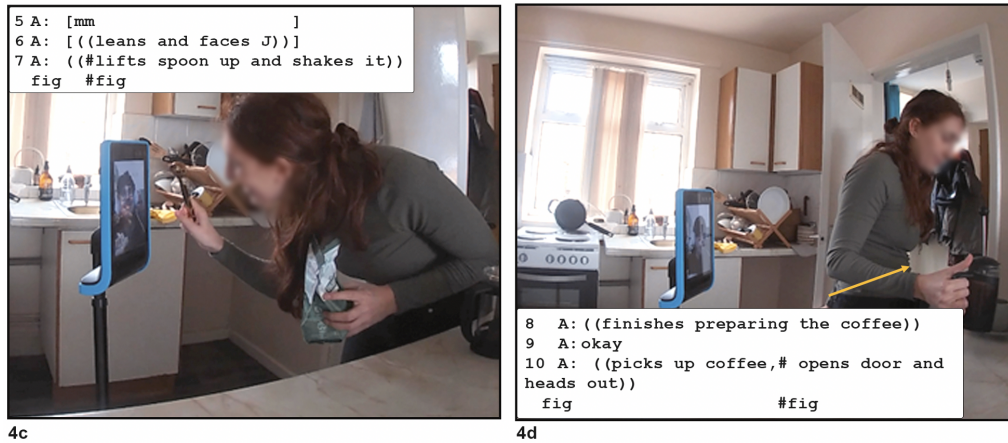 5 A: [mm ]
6 A: [((leans and faces J))]
7 A: ((#lifts spoon up and shakes it))
fig #fig
4c
8 A:((finishes preparing the coffee))
9 A:okay
10 A: ((picks up coffee,# opens door and
heads out))
fig #fig
4d